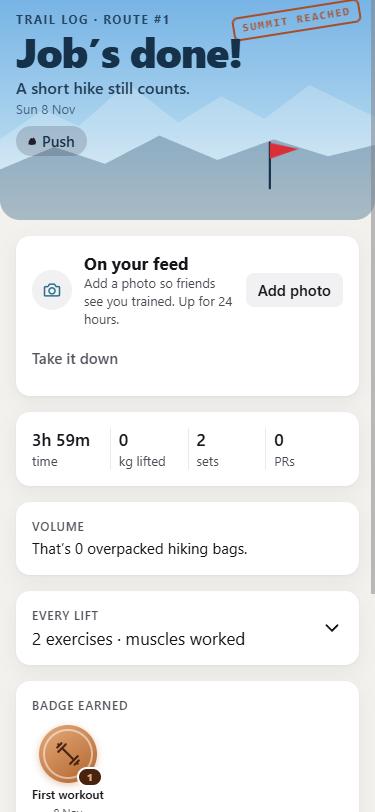 TRAIL LOG · ROUTE #1
SUMMIT REACHED
Job's done!
A short hike still counts.
Sun 8 Nov
Push
On your feed
Add a photo so friends
see you trained. Up for 24
hours.
Add photo
Take it down
3h 59m
time
0
kg lifted
2
sets
0
PRs
VOLUME
That's 0 overpacked hiking bags.
EVERY LIFT
2 exercises · muscles worked
BADGE EARNED
1
First workout
8 Nov